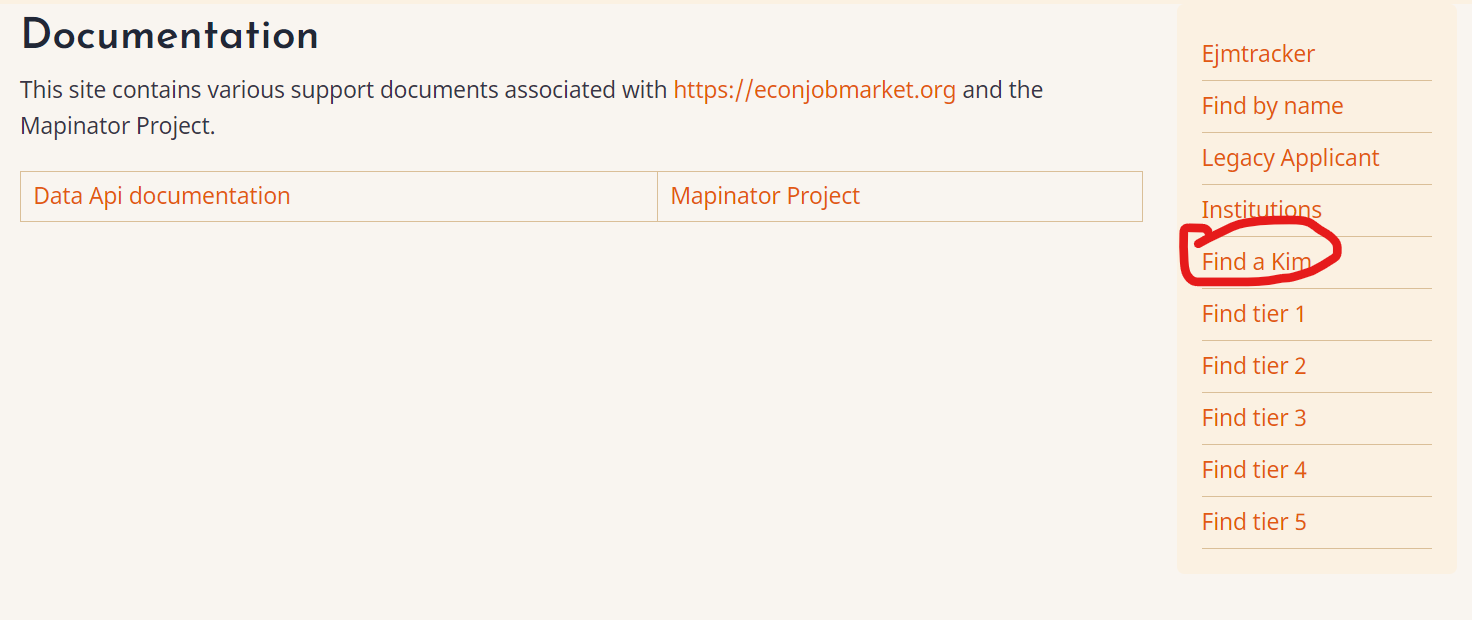 Documentation
This site contains various support documents associated with https://econjobmarket.org and the
Mapinator Project.
Data Api documentation
Mapinator Project
Ejmtracker
Find by name
Legacy Applicant
Institutions
Find a Kim
Find tier 1
Find tier 2
Find tier 3
Find tier 4
Find tier 5